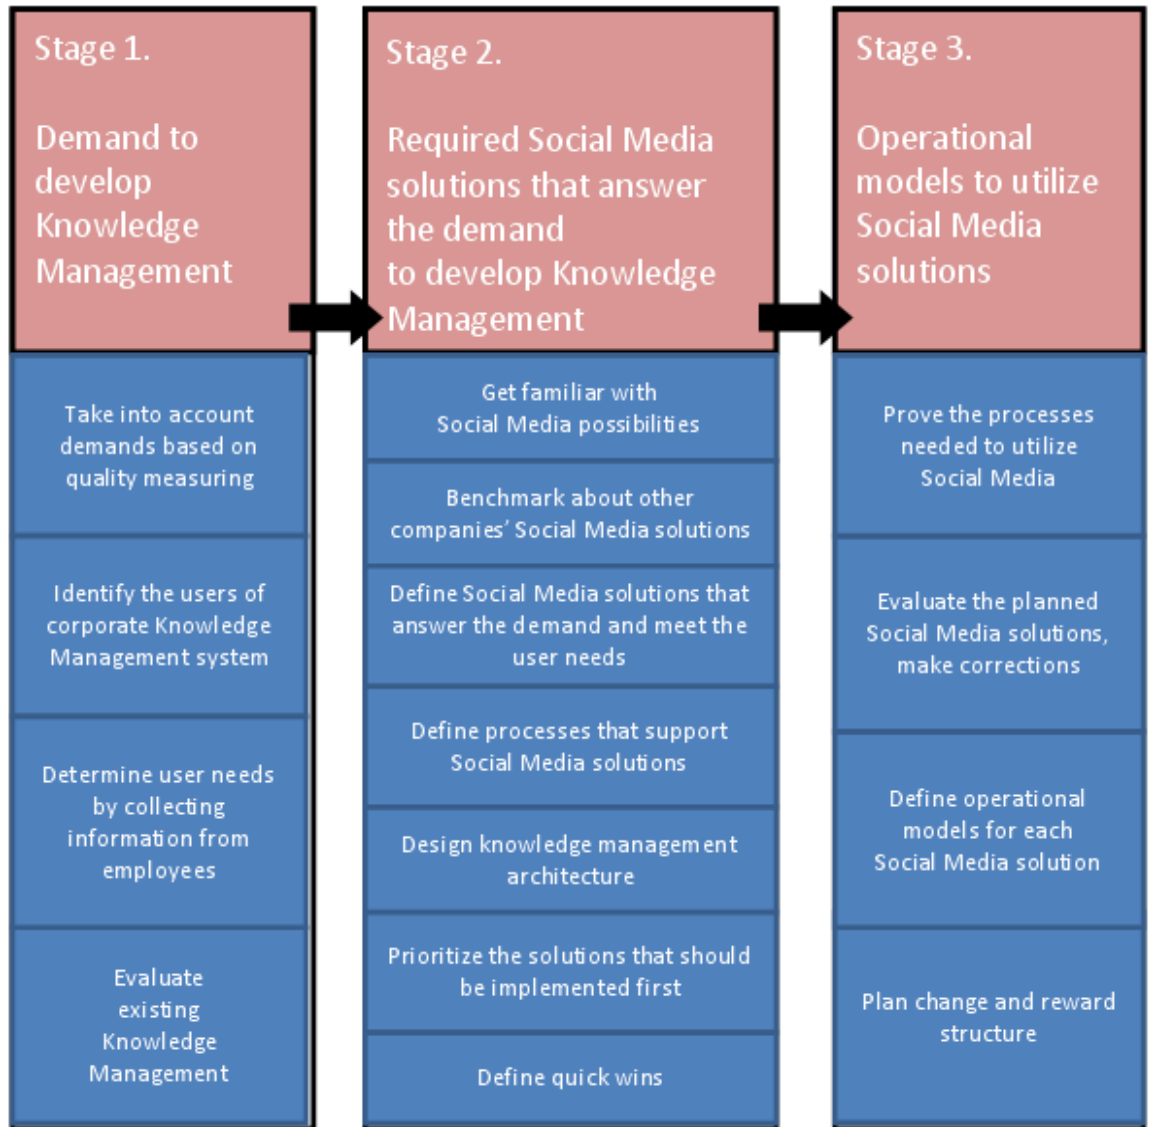 Stage 1.
Demand to
develop
Knowledge
Management
Take into account
demands based on
quality measuring
Identify the users of
corporate Knowledge
Management system
Determine user needs
by collecting
information from
employees
Evaluate
existing
Knowledge
Management
Stage 2.
Required Social Media
solutions that answer
the demand
to develop Knowledge
Management
Get familiar with
Social Media possibilities
Benchmark about other
companies’ Social Media solutions
Define Social Media solutions that
answer the demand and meet the
user needs
Define processes that support
Social Media solutions
Design knowledge management
architecture
Prioritize the solutions that should
be implemented first
Define quick wins
Stage 3.
Operational
models to utilize
Social Media
solutions
Prove the processes
needed to utilize
Social Media
Evaluate the planned
Social Media solutions,
make corrections
Define operational
models for each
Social Media solution
Plan change and reward
structure